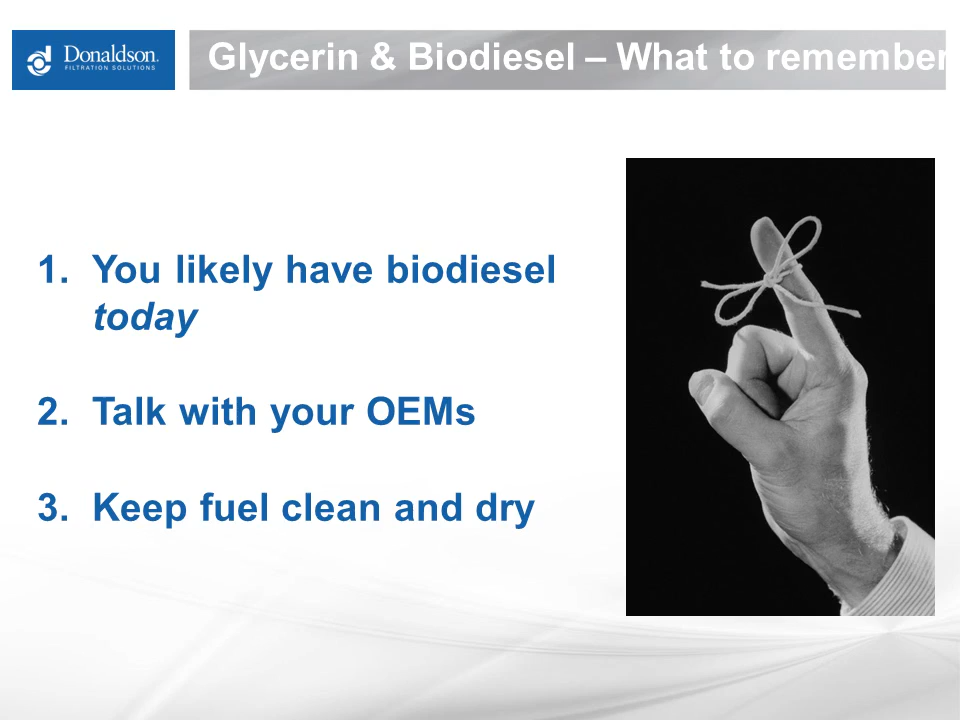 Donaldson.
FILTRATION SOLUTIONS
Glycerin & Biodiesel – What to remember
1. You likely have biodiesel
today
2. Talk with your OEMs
3. Keep fuel clean and dry